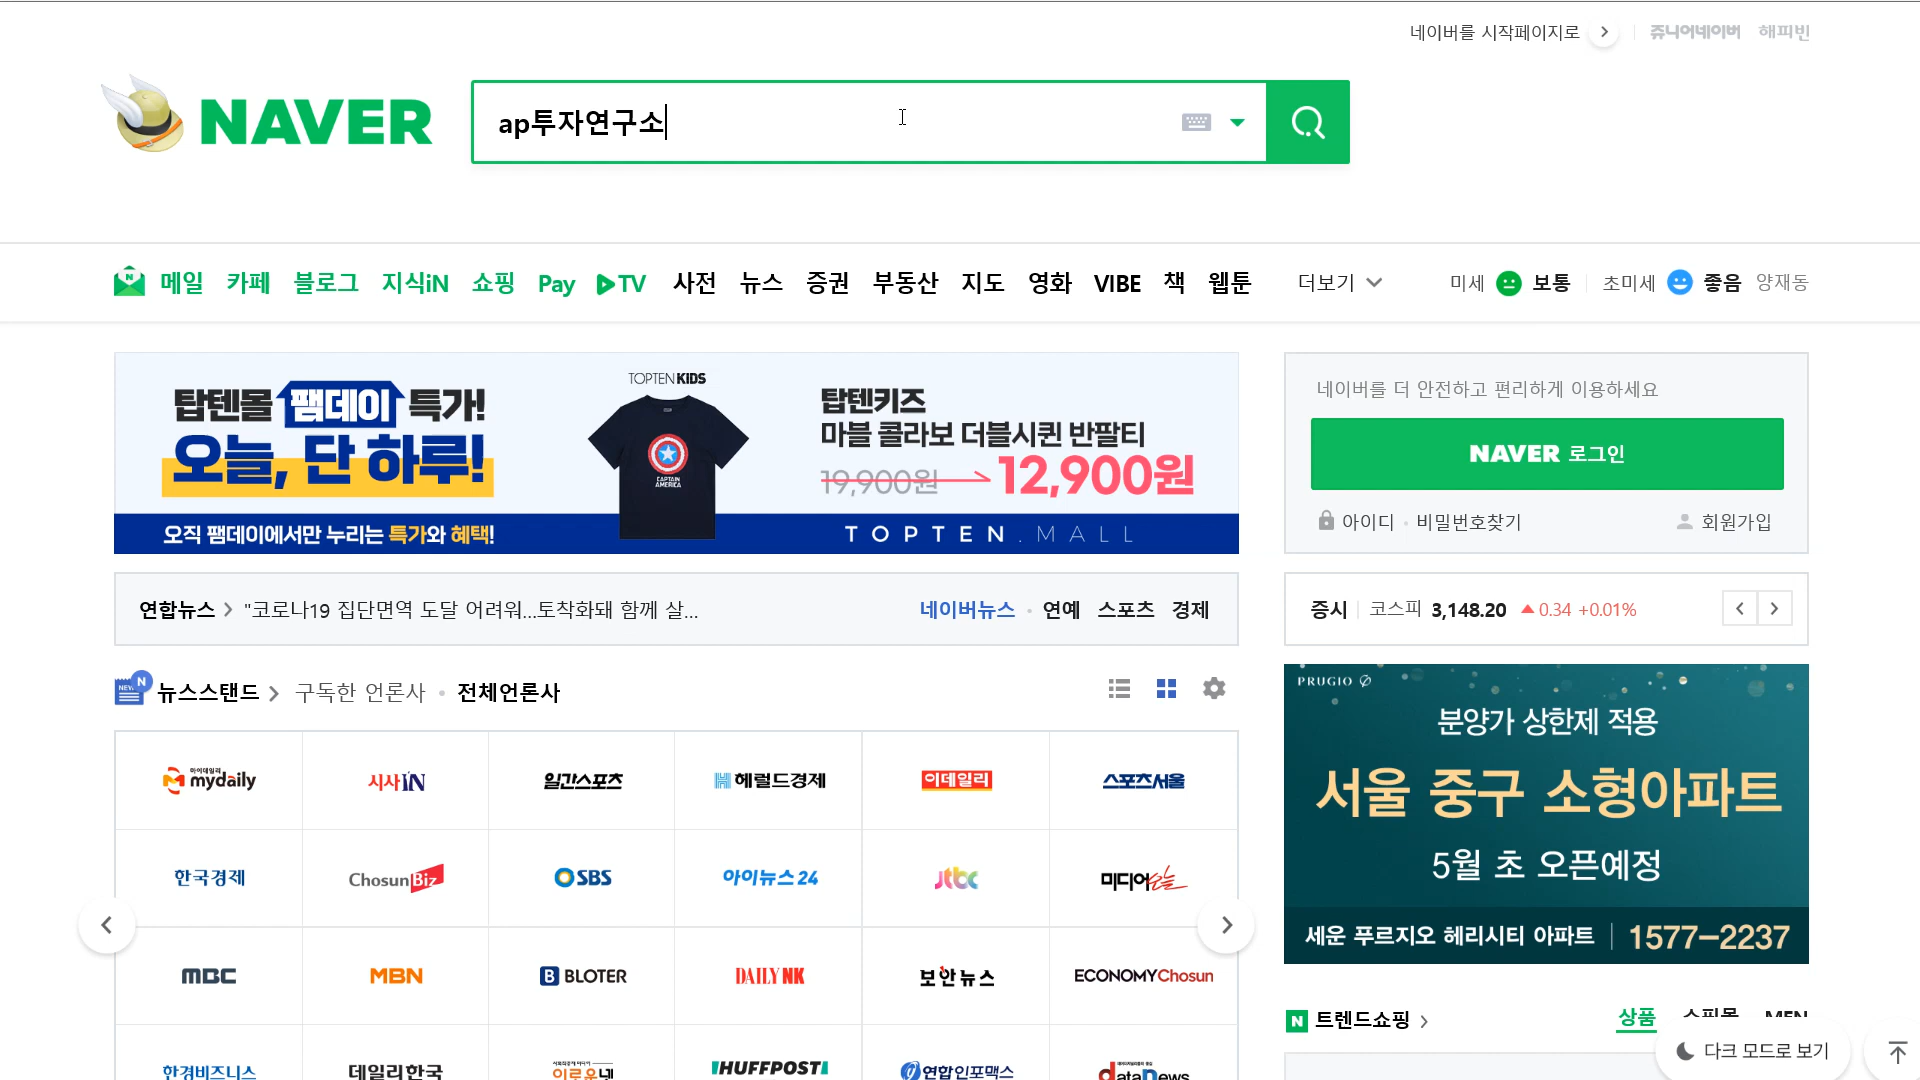 네이버를 시작페이지로
쥬니어네이버 해피빈
NAVER
ap투자연구소
메일 카페 블로그 지식iN 쇼핑 Pay TV 사전 뉴스 증권 부동산 지도 영화 VIBE 책 웹툰 더보기
미세 보통 초미세 좋음 양재동
탑텐몰 팸데이 특가!
오늘, 단 하루!
오직 팸데이에서만 누리는 특가와 혜택!
TOPTEN KIDS
CAPTAIN AMERICA
탑텐키즈
마블 콜라보 더블시퀸 반팔티
19,900원 12,900원
TOPTEN.MALL
네이버를 더 안전하고 편리하게 이용하세요
NAVER 로그인
아이디 · 비밀번호찾기 회원가입
연합뉴스 > "코로나19 집단면역 도달 어려워...토착화돼 함께 살...
네이버뉴스 · 연예 스포츠 경제
증시 코스피 3,148.20 ▲ 0.34 +0.01%
NEWS N 뉴스스탠드 > 구독한 언론사 · 전체언론사
마이데일리 mydaily 시사iN 일간스포츠 헤럴드경제 이데일리 스포츠서울
한국경제 ChosunBiz SBS 아이뉴스24 jtbc 미디어오늘
MBC MBN B BLOTER DAILY NK 보안뉴스 ECONOMYChosun
한경비즈니스 데일리한국 이로운넷 HUFFPOST 연합인포맥스 dataNews
PRUGIO
분양가 상한제 적용
서울 중구 소형아파트
5월 초 오픈예정
세운 푸르지오 헤리시티 아파트 | 1577-2237
N 트렌드쇼핑 >
상품 쇼핑몰 MEN
다크 모드로 보기